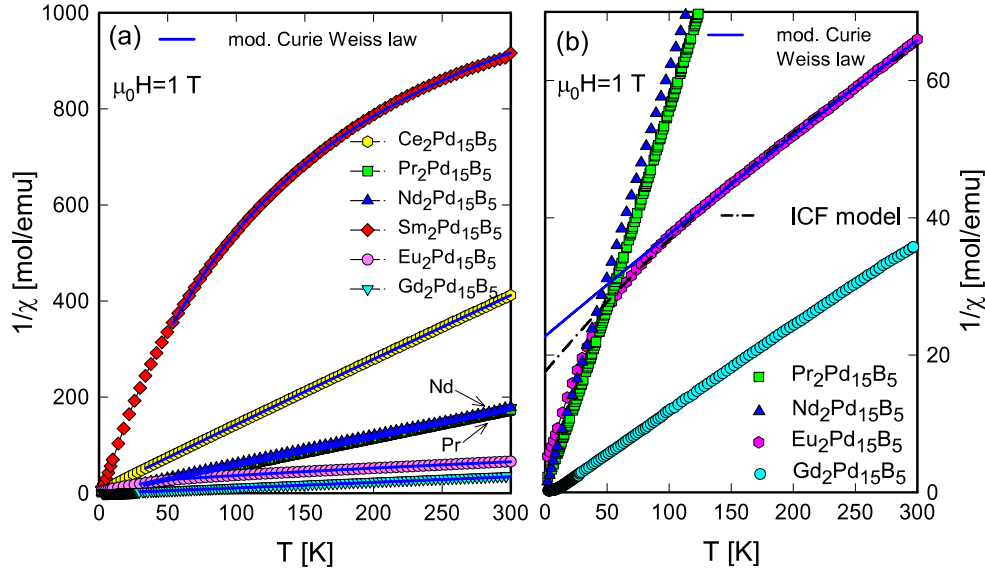 (a)
mod. Curie Weiss law
μ₀H=1 T
Ce₂Pd₁₅B₅
Pr₂Pd₁₅B₅
Nd₂Pd₁₅B₅
Sm₂Pd₁₅B₅
Eu₂Pd₁₅B₅
Gd₂Pd₁₅B₅
Nd
Pr
1000
800
600
400
200
0
1/χ [mol/emu]
0 50 100 150 200 250 300
T [K]
(b)
mod. Curie
Weiss law
μ₀H=1 T
ICF model
Pr₂Pd₁₅B₅
Nd₂Pd₁₅B₅
Eu₂Pd₁₅B₅
Gd₂Pd₁₅B₅
60
40
20
0
1/χ [mol/emu]
0 50 100 150 200 250 300
T [K]